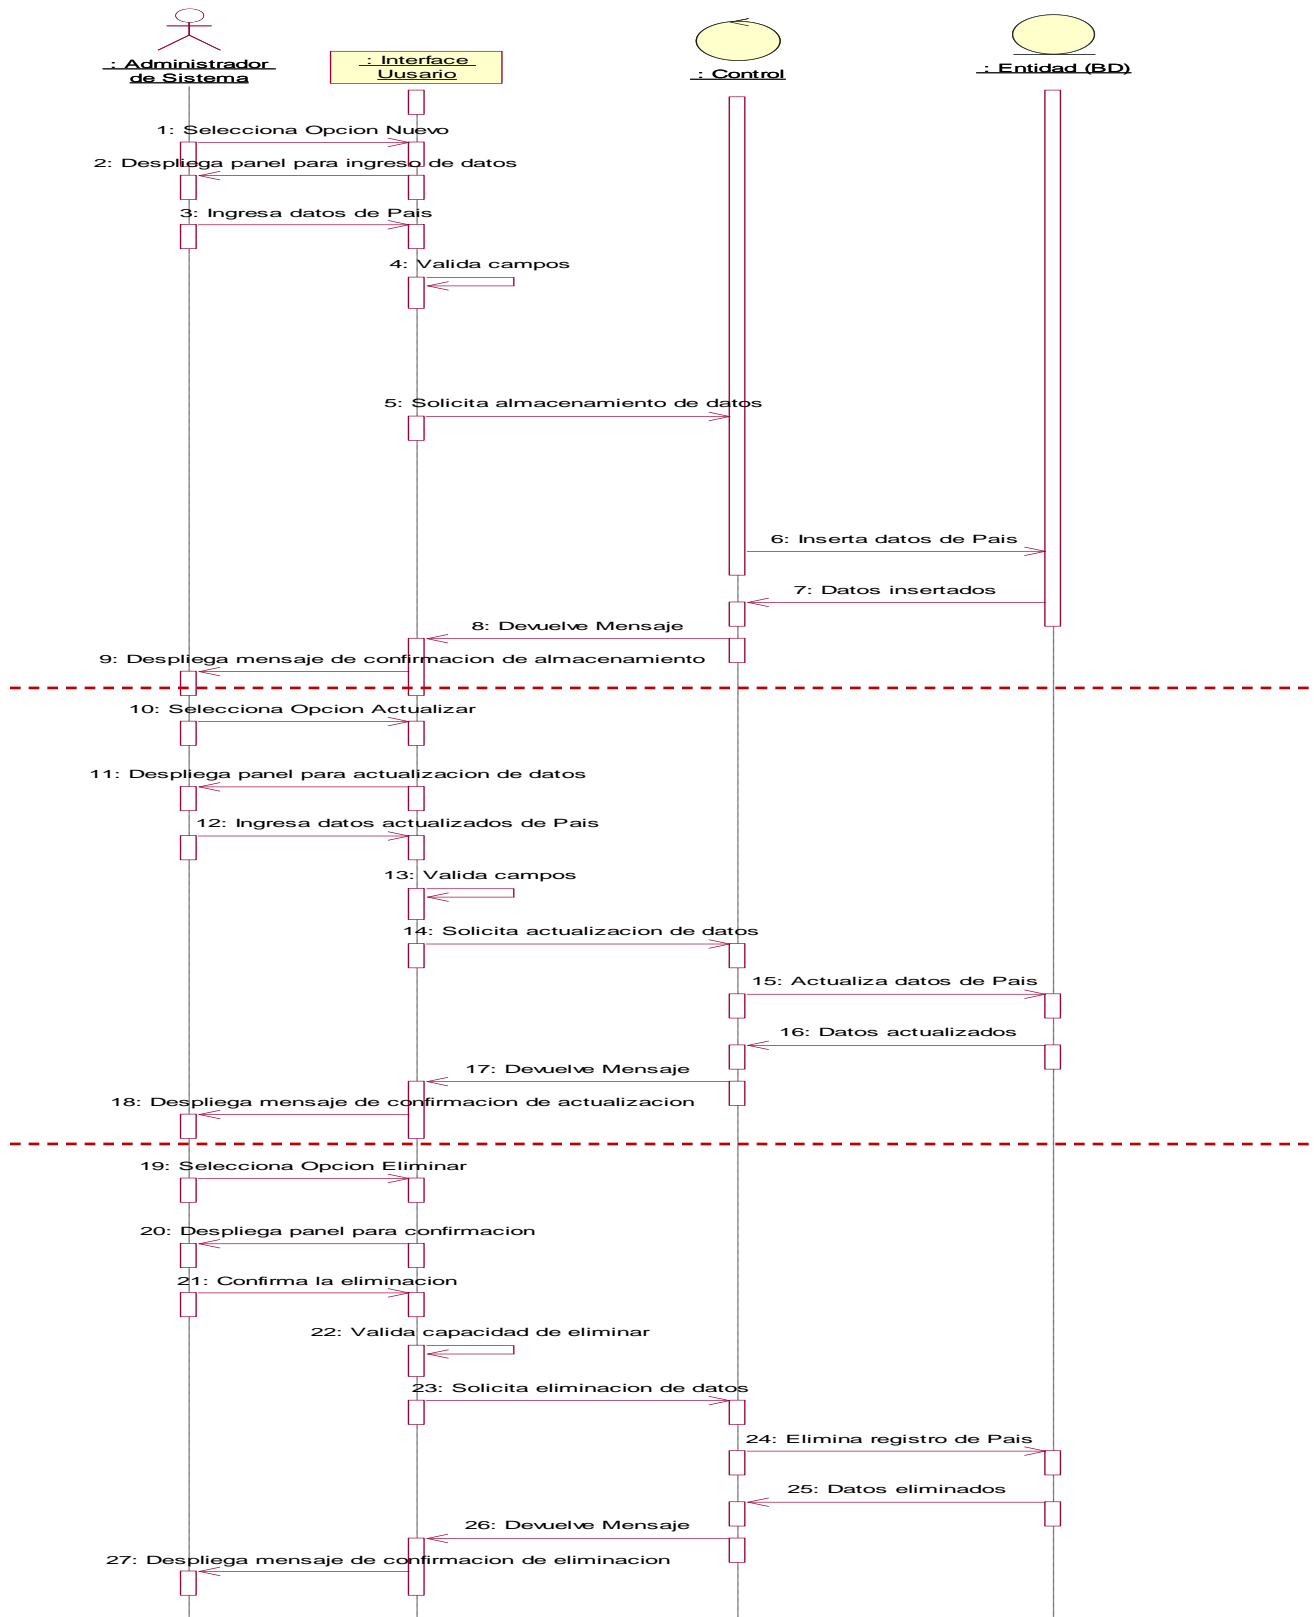 : Administrador
de Sistema
: Interface
Uusario
: Control
: Entidad (BD)
1: Selecciona Opcion Nuevo
2: Despliega panel para ingreso de datos
3: Ingresa datos de Pais
4: Valida campos
5: Solicita almacenamiento de datos
6: Inserta datos de Pais
7: Datos insertados
8: Devuelve Mensaje
9: Despliega mensaje de confirmacion de almacenamiento
10: Selecciona Opcion Actualizar
11: Despliega panel para actualizacion de datos
12: Ingresa datos actualizados de Pais
13: Valida campos
14: Solicita actualizacion de datos
15: Actualiza datos de Pais
16: Datos actualizados
17: Devuelve Mensaje
18: Despliega mensaje de confirmacion de actualizacion
19: Selecciona Opcion Eliminar
20: Despliega panel para confirmacion
21: Confirma la eliminacion
22: Valida capacidad de eliminar
23: Solicita eliminacion de datos
24: Elimina registro de Pais
25: Datos eliminados
26: Devuelve Mensaje
27: Despliega mensaje de confirmacion de eliminacion